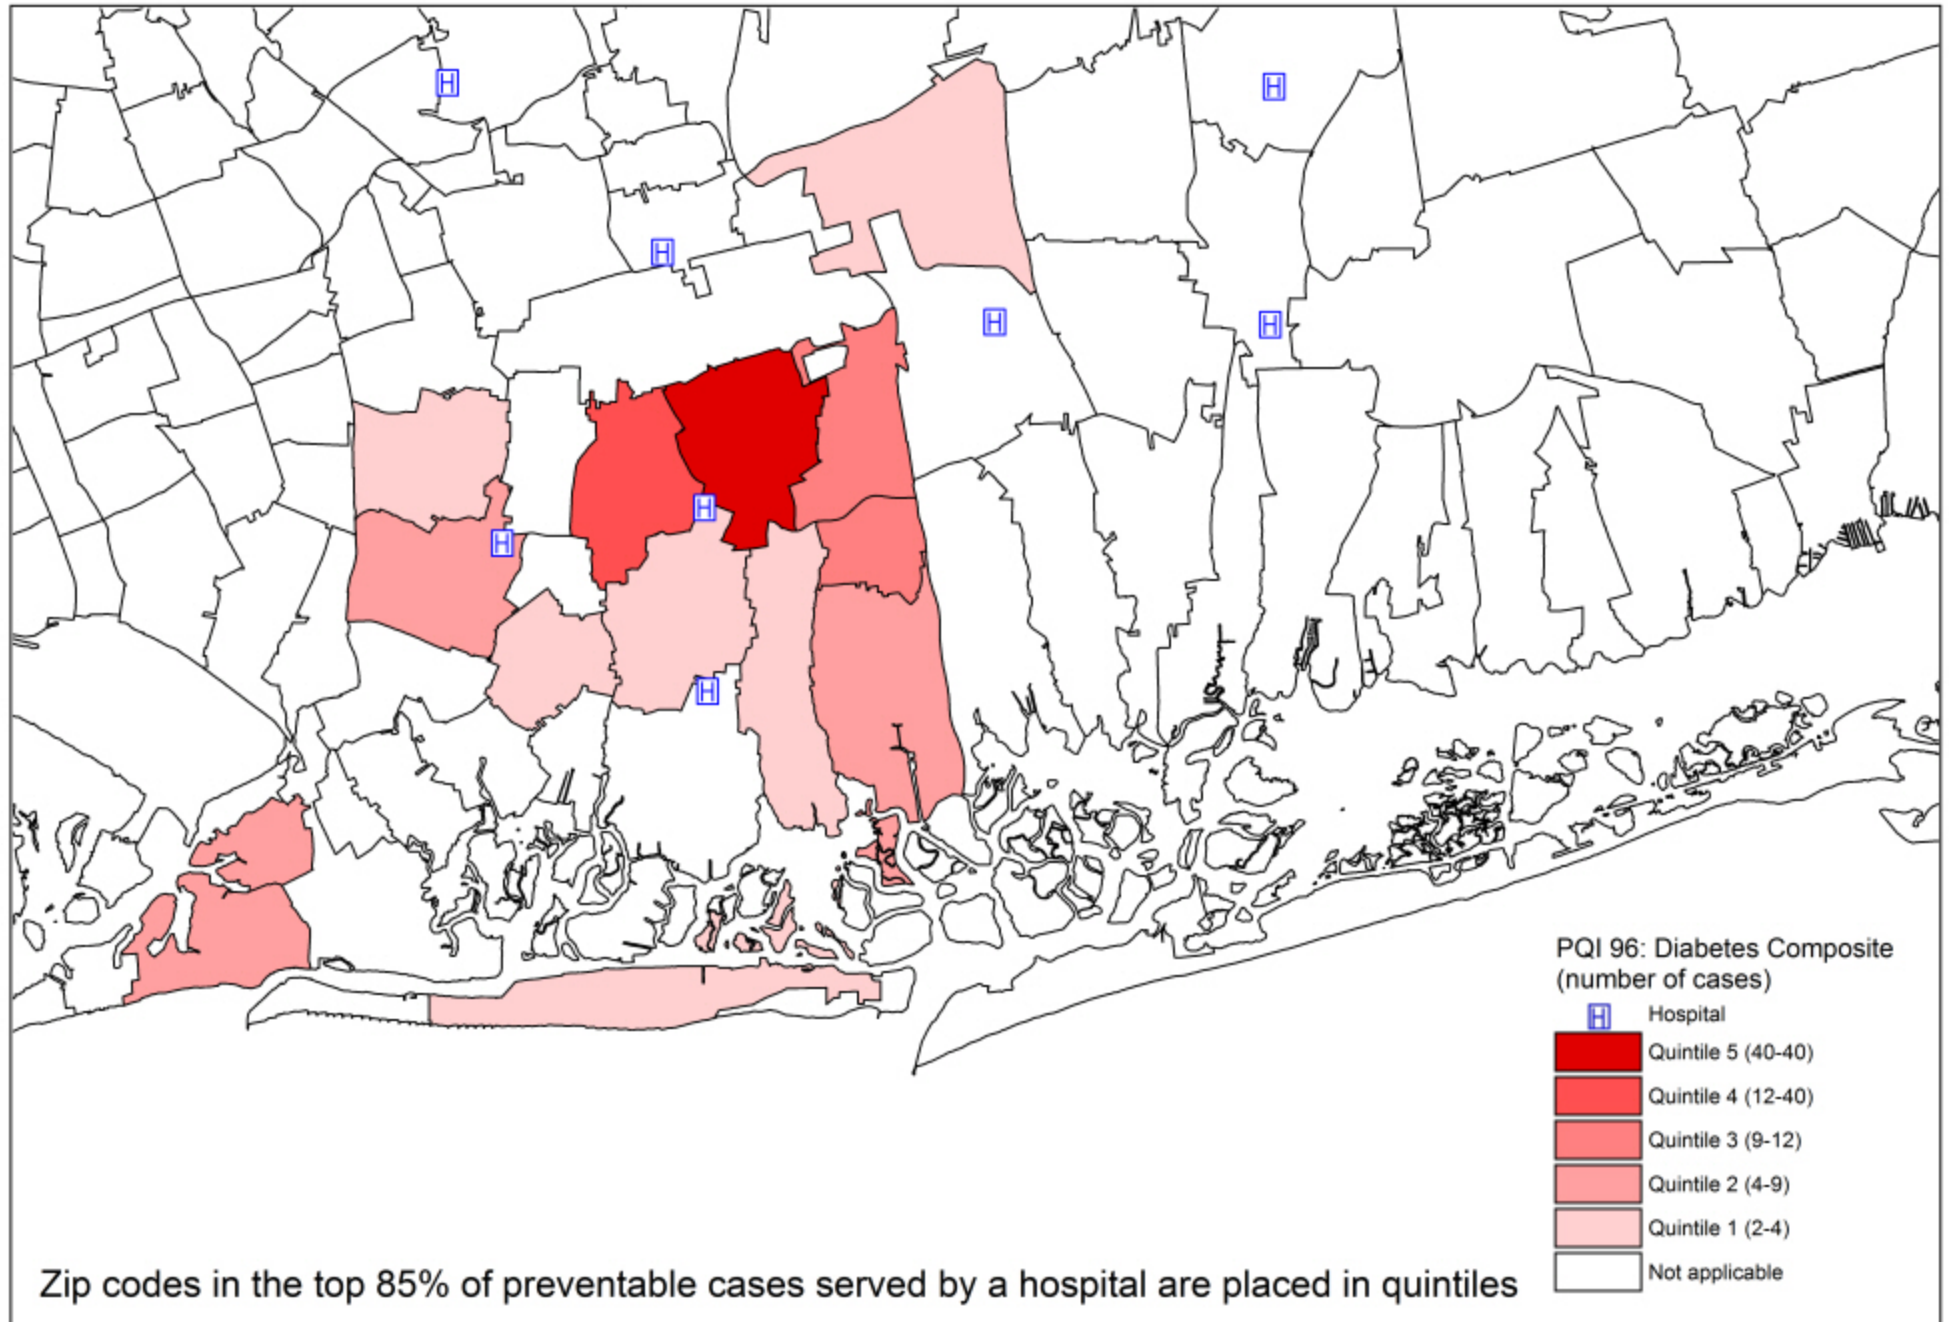 H
H
H
H
H
H
H
H
PQI 96: Diabetes Composite
(number of cases)
H Hospital
Quintile 5 (40-40)
Quintile 4 (12-40)
Quintile 3 (9-12)
Quintile 2 (4-9)
Quintile 1 (2-4)
Not applicable
Zip codes in the top 85% of preventable cases served by a hospital are placed in quintiles